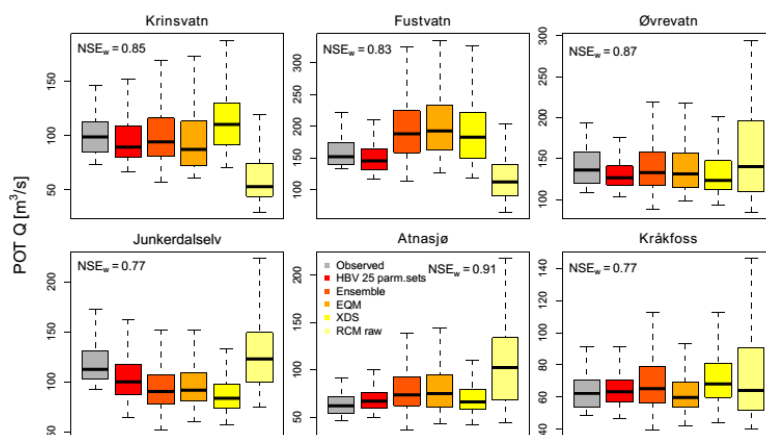 Krinsvatn
Fustvatn
Øvrevatn
NSEw = 0.85
NSEw = 0.83
NSEw = 0.87
150
100
50
300
250
200
150
100
300
250
200
150
100
POT Q [m³/s]
Junkerdalselv
Atnasjø
Kråkfoss
NSEw = 0.77
NSEw = 0.91
NSEw = 0.77
Observed
HBV 25 parm.sets
Ensemble
EQM
XDS
RCM raw
200
150
100
50
200
150
100
50
140
120
100
80
60
40